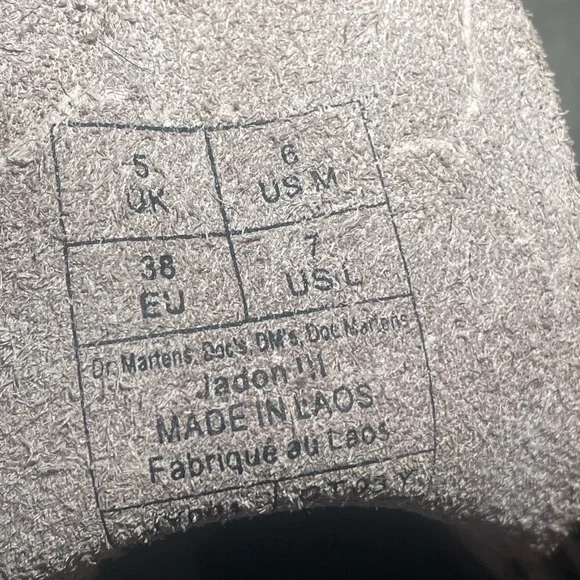 5
UK
6
US M
38
EU
7
US L
Dr. Martens, Doc's, DM's, Doc Martens
Jadon III
MADE IN LAOS
Fabriqué au Laos